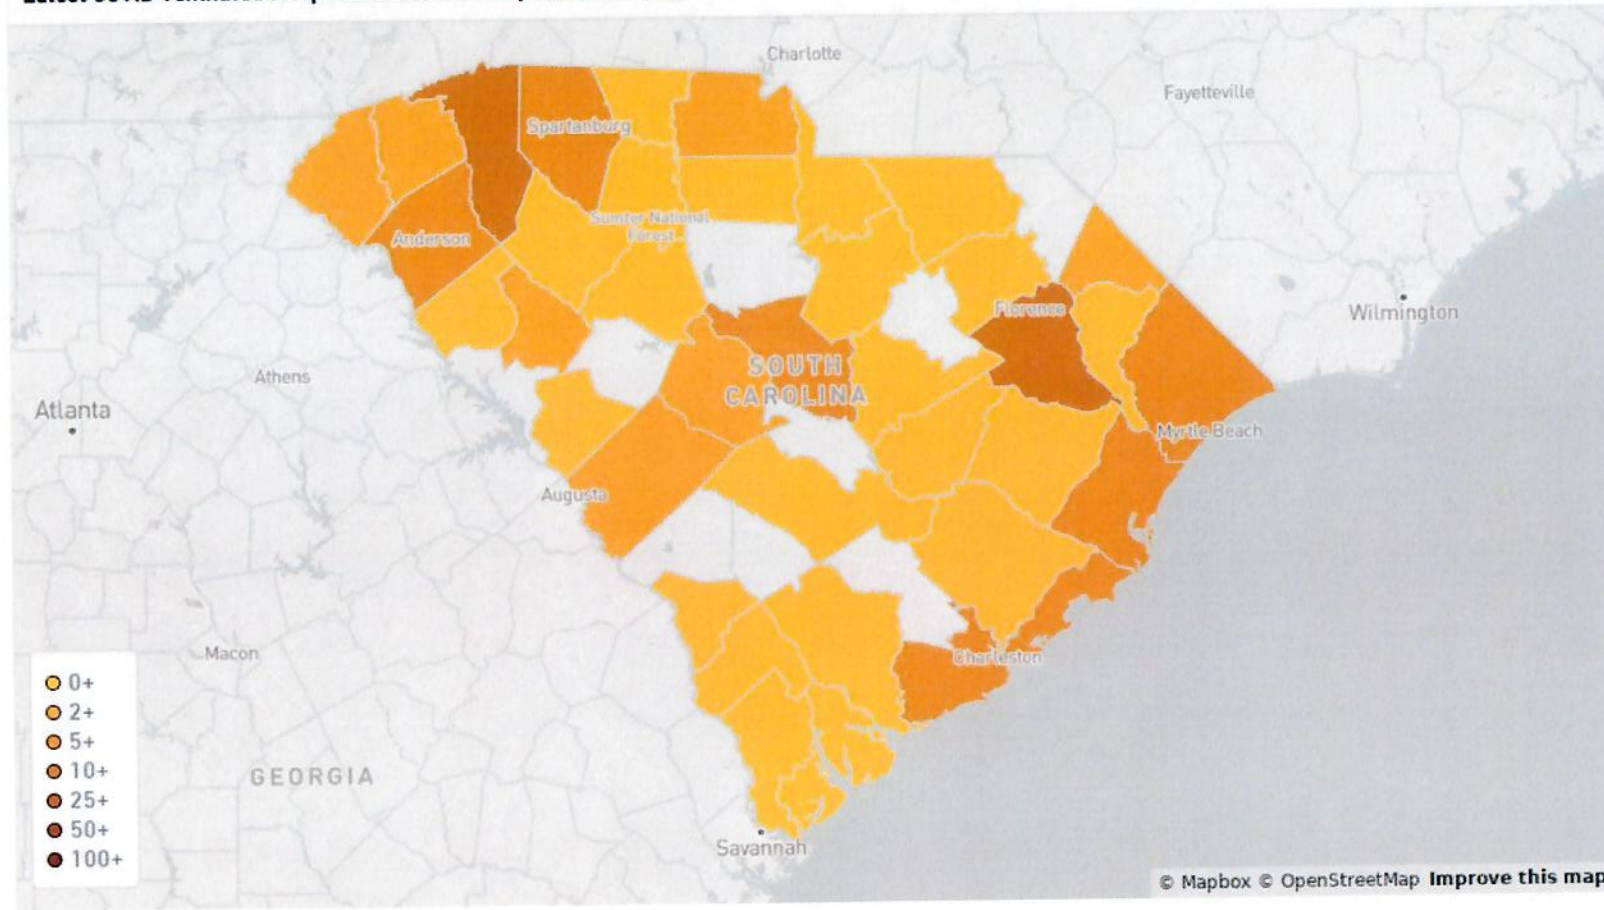 Charlotte
Fayetteville
Spartanburg
Sumter National
Forest
Anderson
Florence
Wilmington
SOUTH
CAROLINA
Athens
Atlanta
Myrtle Beach
Augusta
Macon
Charleston
0+
2+
5+
10+
25+
50+
100+
GEORGIA
Savannah
© Mapbox © OpenStreetMap Improve this map